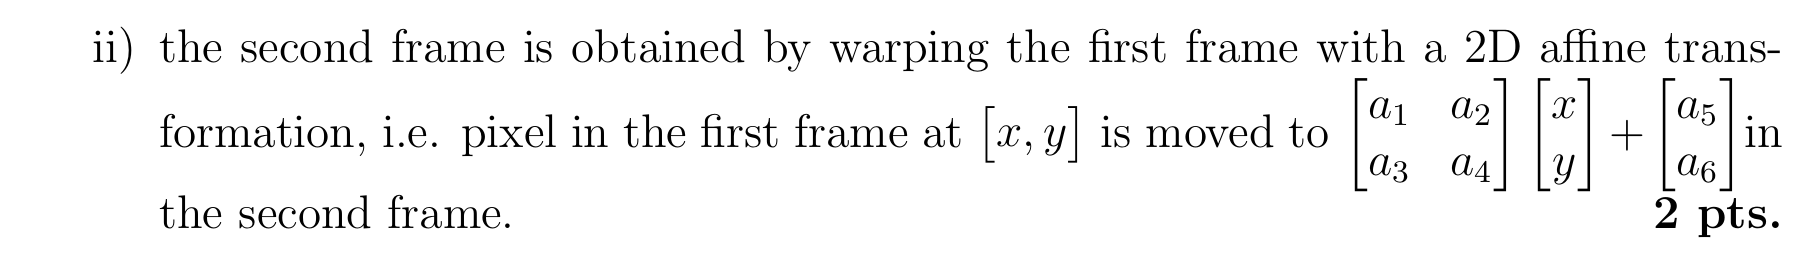 ii) the second frame is obtained by warping the first frame with a 2D affine trans-
formation, i.e. pixel in the first frame at [x, y] is moved to [a₁ a₂; a₃ a₄] [x; y] + [a₅; a₆] in
the second frame. 2 pts.